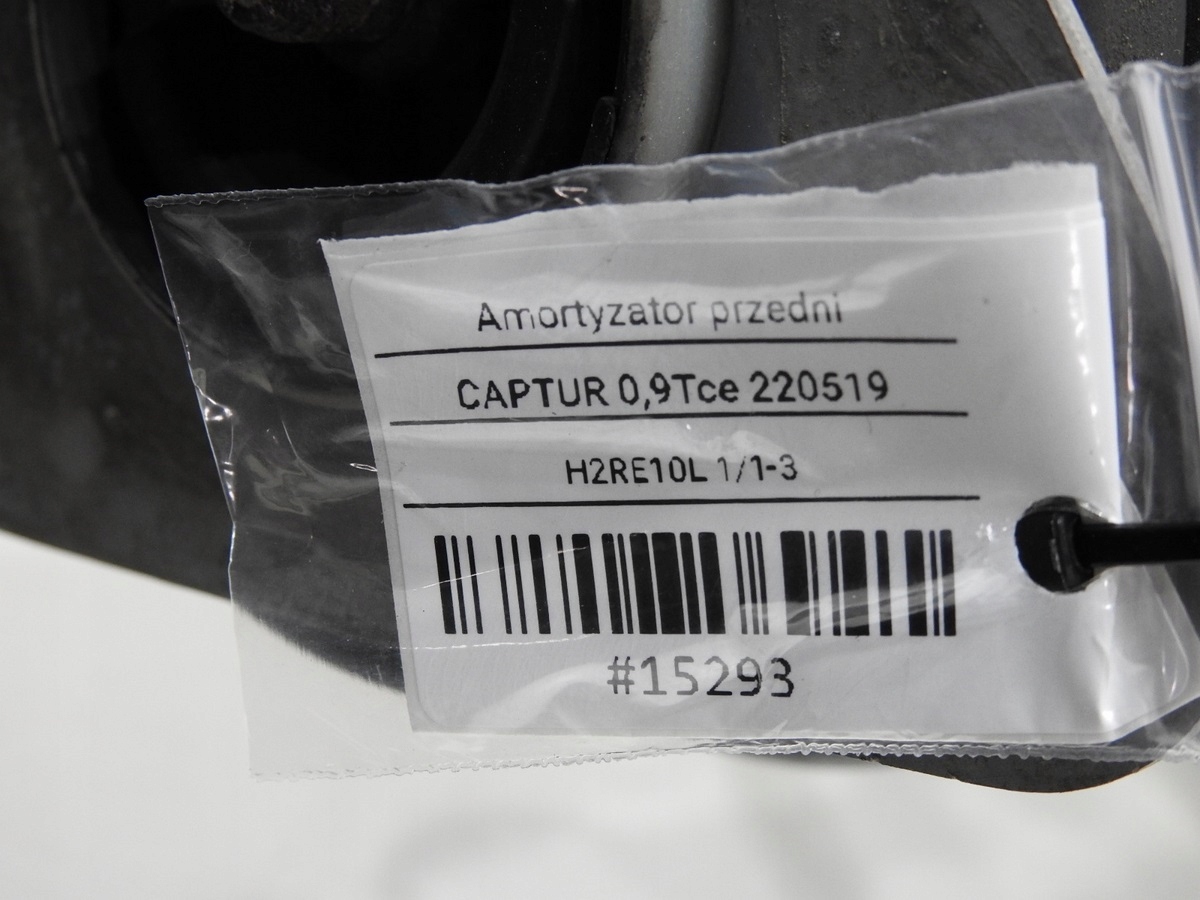 Amortyzator przedni
CAPTUR 0,9Tce 220519
H2RE10L 1/1-3
#15293